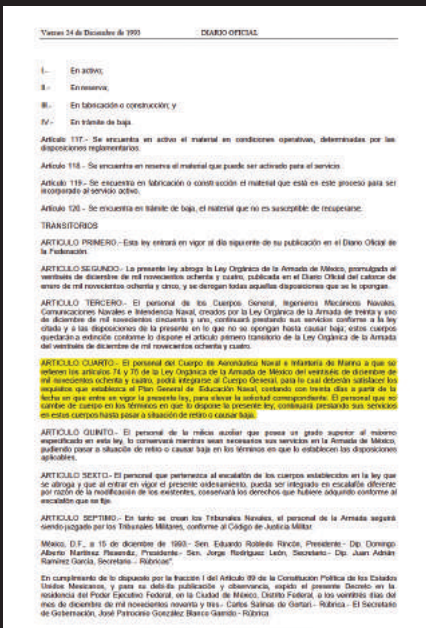 Viernes 24 de Diciembre de 1993 DIARIO OFICIAL
I.- En activo;
II.- En reserva;
III.- En fabricación o construcción; y
IV.- En trámite de baja.
Artículo 117.- Se encuentra en activo el material en condiciones operativas, determinadas por las
disposiciones reglamentarias.
Artículo 118.- Se encuentra en reserva el material que puede ser activado para el servicio.
Artículo 119.- Se encuentra en fabricación o construcción el material que está en este proceso para ser
incorporado al servicio activo.
Artículo 120.- Se encuentra en trámite de baja, el material que no es susceptible de recuperarse.
TRANSITORIOS
ARTICULO PRIMERO.- Esta ley entrará en vigor al día siguiente de su publicación en el Diario Oficial de
la Federación.
ARTICULO SEGUNDO.- La presente ley abroga la Ley Orgánica de la Armada de México, promulgada el
veintiséis de diciembre de mil novecientos ochenta y cuatro, publicada en el Diario Oficial del catorce de
enero de mil novecientos ochenta y cinco, y se derogan todas aquellas disposiciones que se le opongan.
ARTICULO TERCERO.- El personal de los Cuerpos General, Ingenieros Mecánicos Navales,
Comunicaciones Navales e Intendencia Naval, creados por la Ley Orgánica de la Armada de treinta y uno
de diciembre de mil novecientos cincuenta y uno, continuará prestando sus servicios conforme a la ley
citada y a las disposiciones de la presente en lo que no se opongan hasta causar baja; estos cuerpos
quedarán a extinción conforme lo dispone el artículo primero transitorio de la Ley Orgánica de la Armada
del veintiséis de diciembre de mil novecientos ochenta y cuatro.
ARTICULO CUARTO.- El personal del Cuerpo de Aeronáutica Naval e Infantería de Marina a que se
refieren los artículos 74 y 76 de la Ley Orgánica de la Armada de México del veintiséis de diciembre de
mil novecientos ochenta y cuatro, podrá integrarse al Cuerpo General, para lo cual deberán satisfacer los
requisitos que establezca el Plan General de Educación Naval, contando con treinta días a partir de la
fecha en que entre en vigor la presente ley, para elevar la solicitud correspondiente. El personal que no
cambie de cuerpo en los términos en que lo dispone la presente ley, continuará prestando sus servicios
en estos cuerpos hasta pasar a situación de retiro o causar baja.
ARTICULO QUINTO.- El personal de la milicia auxiliar que posea un grado superior al máximo
especificado en esta ley, lo conservará mientras sean necesarios sus servicios en la Armada de México,
pudiendo pasar a situación de retiro o causar baja en los términos en que lo establecen las disposiciones
aplicables.
ARTICULO SEXTO.- El personal que pertenezca al escalafón de los cuerpos establecidos en la ley que
se abroga y que al entrar en vigor el presente ordenamiento, pueda ser integrado en escalafón diferente
por razón de la modificación de los existentes, conservará los derechos que hubiere adquirido conforme al
escalafón que se fije.
ARTICULO SEPTIMO.- En tanto se crean los Tribunales Navales, el personal de la Armada seguirá
siendo juzgado por los Tribunales Militares, conforme al Código de Justicia Militar.
México, D.F., a 15 de diciembre de 1993.- Sen. Eduardo Robledo Rincón, Presidente.- Dip. Domingo
Alberto Martínez Resendiz, Presidente.- Sen. Jorge Rodríguez León, Secretario.- Dip. Juan Adrián
Ramírez García, Secretario.- Rúbricas".
En cumplimiento de lo dispuesto por la fracción I del Artículo 89 de la Constitución Política de los Estados
Unidos Mexicanos, y para su debida publicación y observancia, expido el presente Decreto en la
residencia del Poder Ejecutivo Federal, en la Ciudad de México, Distrito Federal, a los veintitrés días del
mes de diciembre de mil novecientos noventa y tres.- Carlos Salinas de Gortari.- Rúbrica.- El Secretario
de Gobernación, José Patrocinio González Blanco Garrido.- Rúbrica.